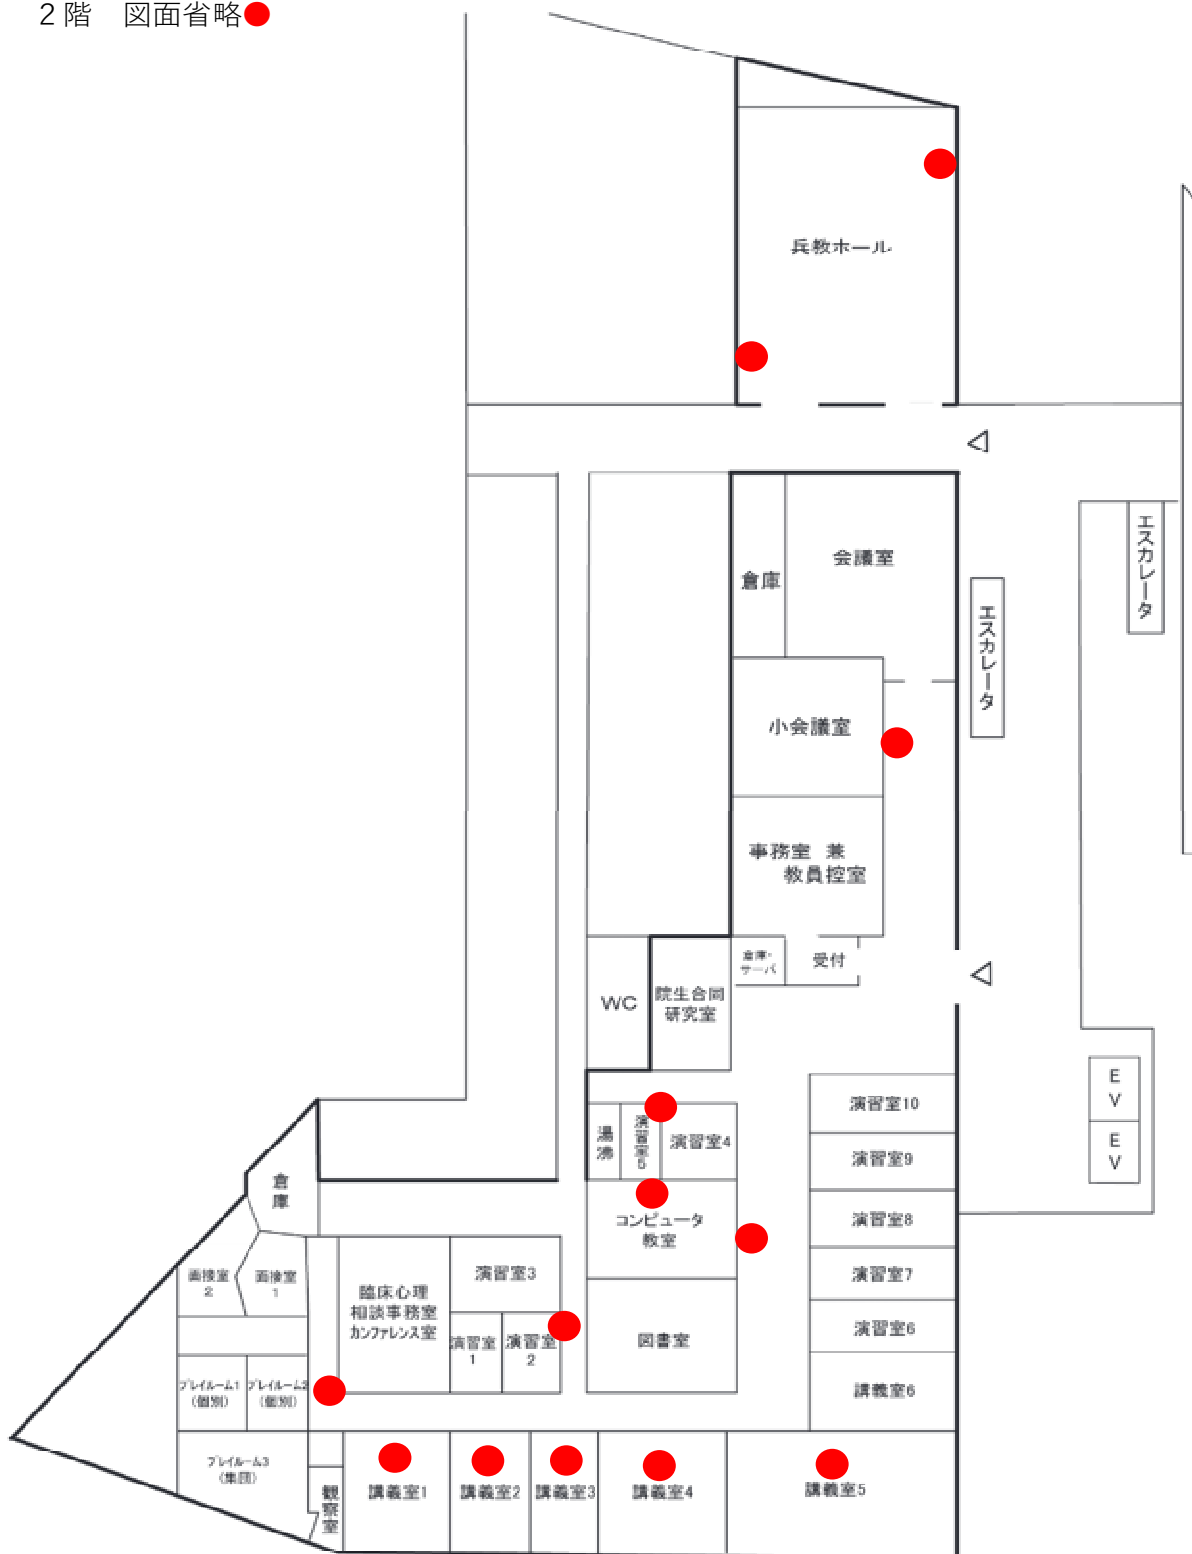 2階　図面省略
兵教ホール
会議室
倉庫
エスカレータ
エスカレータ
小会議室
事務室 兼
教員控室
倉庫・
サーバ
受付
WC
院生合同
研究室
E
V
E
V
演習室10
湯沸
演習室5
演習室4
演習室9
倉庫
コンピュータ
教室
演習室8
面接室
2
面接室
1
演習室3
演習室7
臨床心理
相談事務室
カンファレンス室
演習室
1
演習室
2
図書室
演習室6
プレイルーム1
(個別)
プレイルーム2
(個別)
講義室6
プレイルーム3
(集団)
観察室
講義室1
講義室2
講義室3
講義室4
講義室5